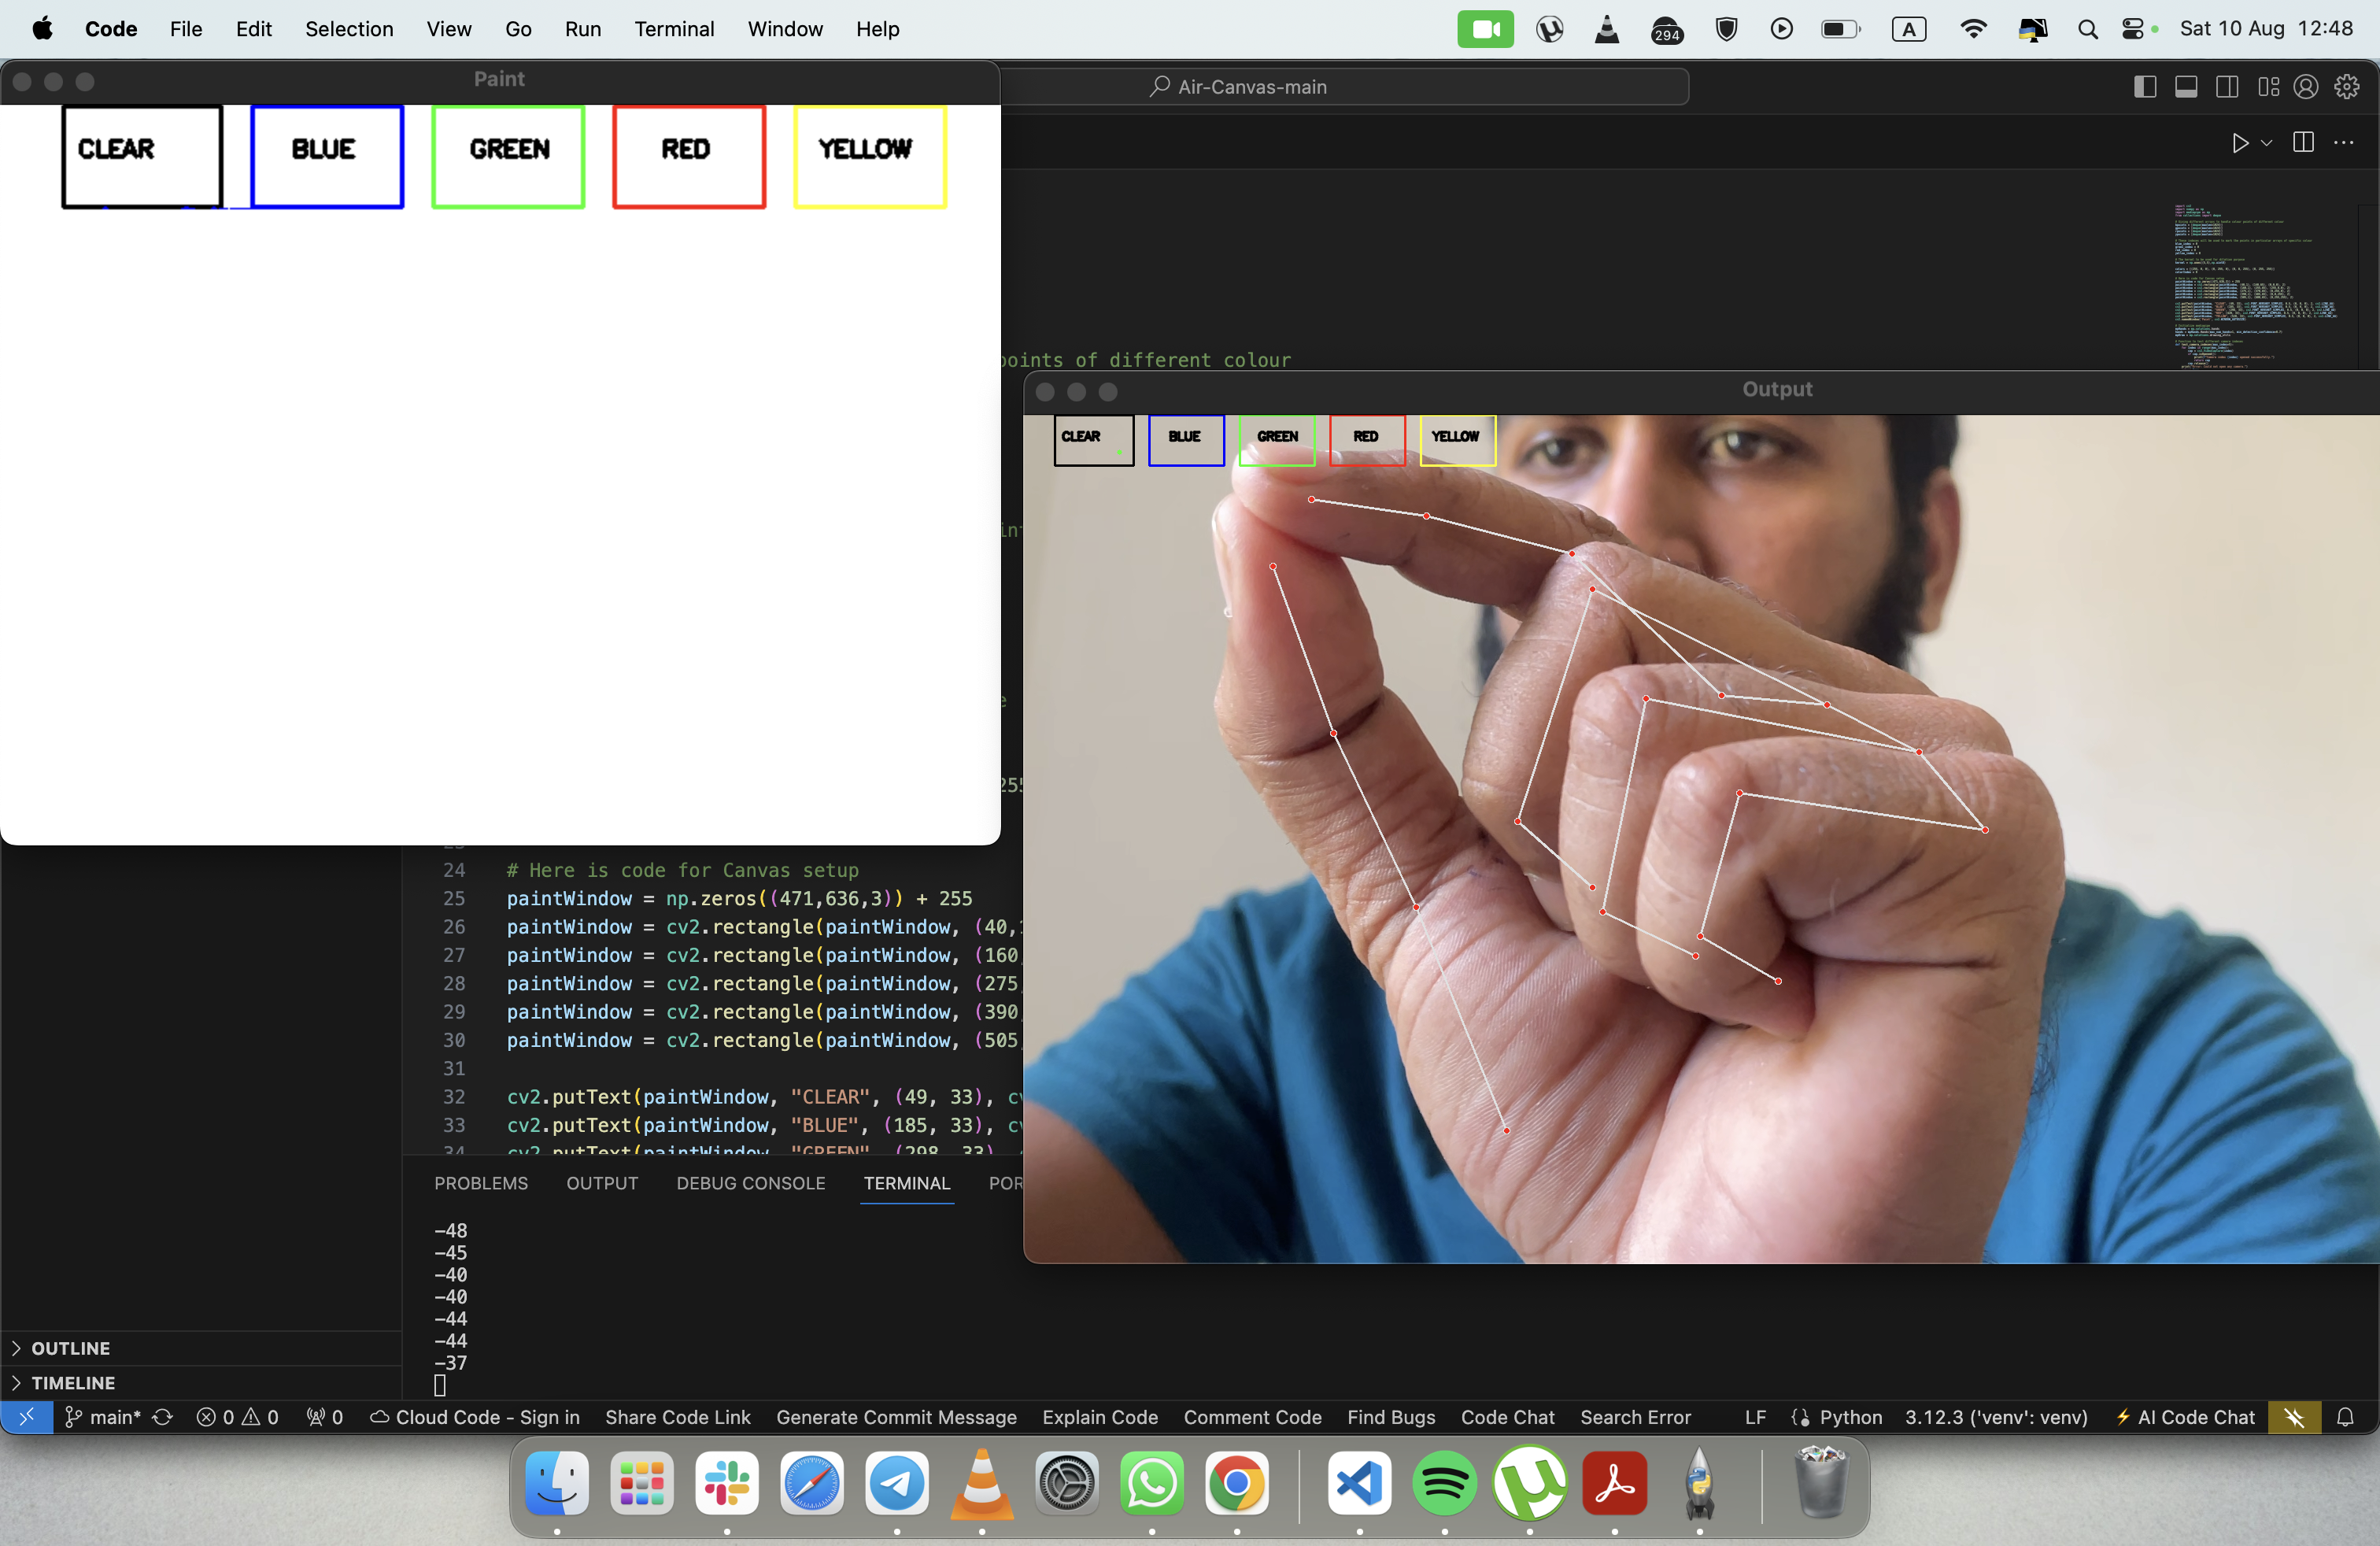 Code File Edit Selection View Go Run Terminal Window Help
294
A
Sat 10 Aug 12:48
Paint
Air-Canvas-main
CLEAR BLUE GREEN RED YELLOW
points of different colour
Output
CLEAR BLUE GREEN RED YELLOW
24 # Here is code for Canvas setup
25 paintWindow = np.zeros((471,636,3)) + 255
26 paintWindow = cv2.rectangle(paintWindow, (40,
27 paintWindow = cv2.rectangle(paintWindow, (160,
28 paintWindow = cv2.rectangle(paintWindow, (275,
29 paintWindow = cv2.rectangle(paintWindow, (390,
30 paintWindow = cv2.rectangle(paintWindow, (505,
31
32 cv2.putText(paintWindow, "CLEAR", (49, 33), cv
33 cv2.putText(paintWindow, "BLUE", (185, 33), cv
34 cv2.putText(paintWindow, "GREEN", (298, 33),
PROBLEMS OUTPUT DEBUG CONSOLE TERMINAL POR
-48
-45
-40
-40
-44
-44
-37
OUTLINE
TIMELINE
main* 0 0 0 Cloud Code - Sign in Share Code Link Generate Commit Message Explain Code Comment Code Find Bugs Code Chat Search Error LF Python 3.12.3 ('venv': venv) AI Code Chat